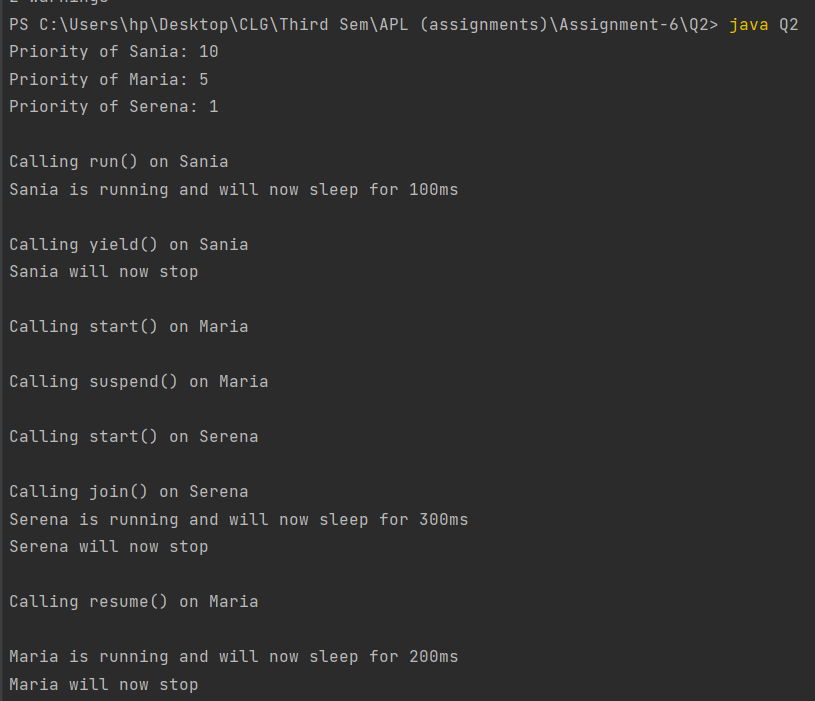 2 warnings
PS C:\Users\hp\Desktop\CLG\Third Sem\APL (assignments)\Assignment-6\Q2> java Q2
Priority of Sania: 10
Priority of Maria: 5
Priority of Serena: 1
Calling run() on Sania
Sania is running and will now sleep for 100ms
Calling yield() on Sania
Sania will now stop
Calling start() on Maria
Calling suspend() on Maria
Calling start() on Serena
Calling join() on Serena
Serena is running and will now sleep for 300ms
Serena will now stop
Calling resume() on Maria
Maria is running and will now sleep for 200ms
Maria will now stop